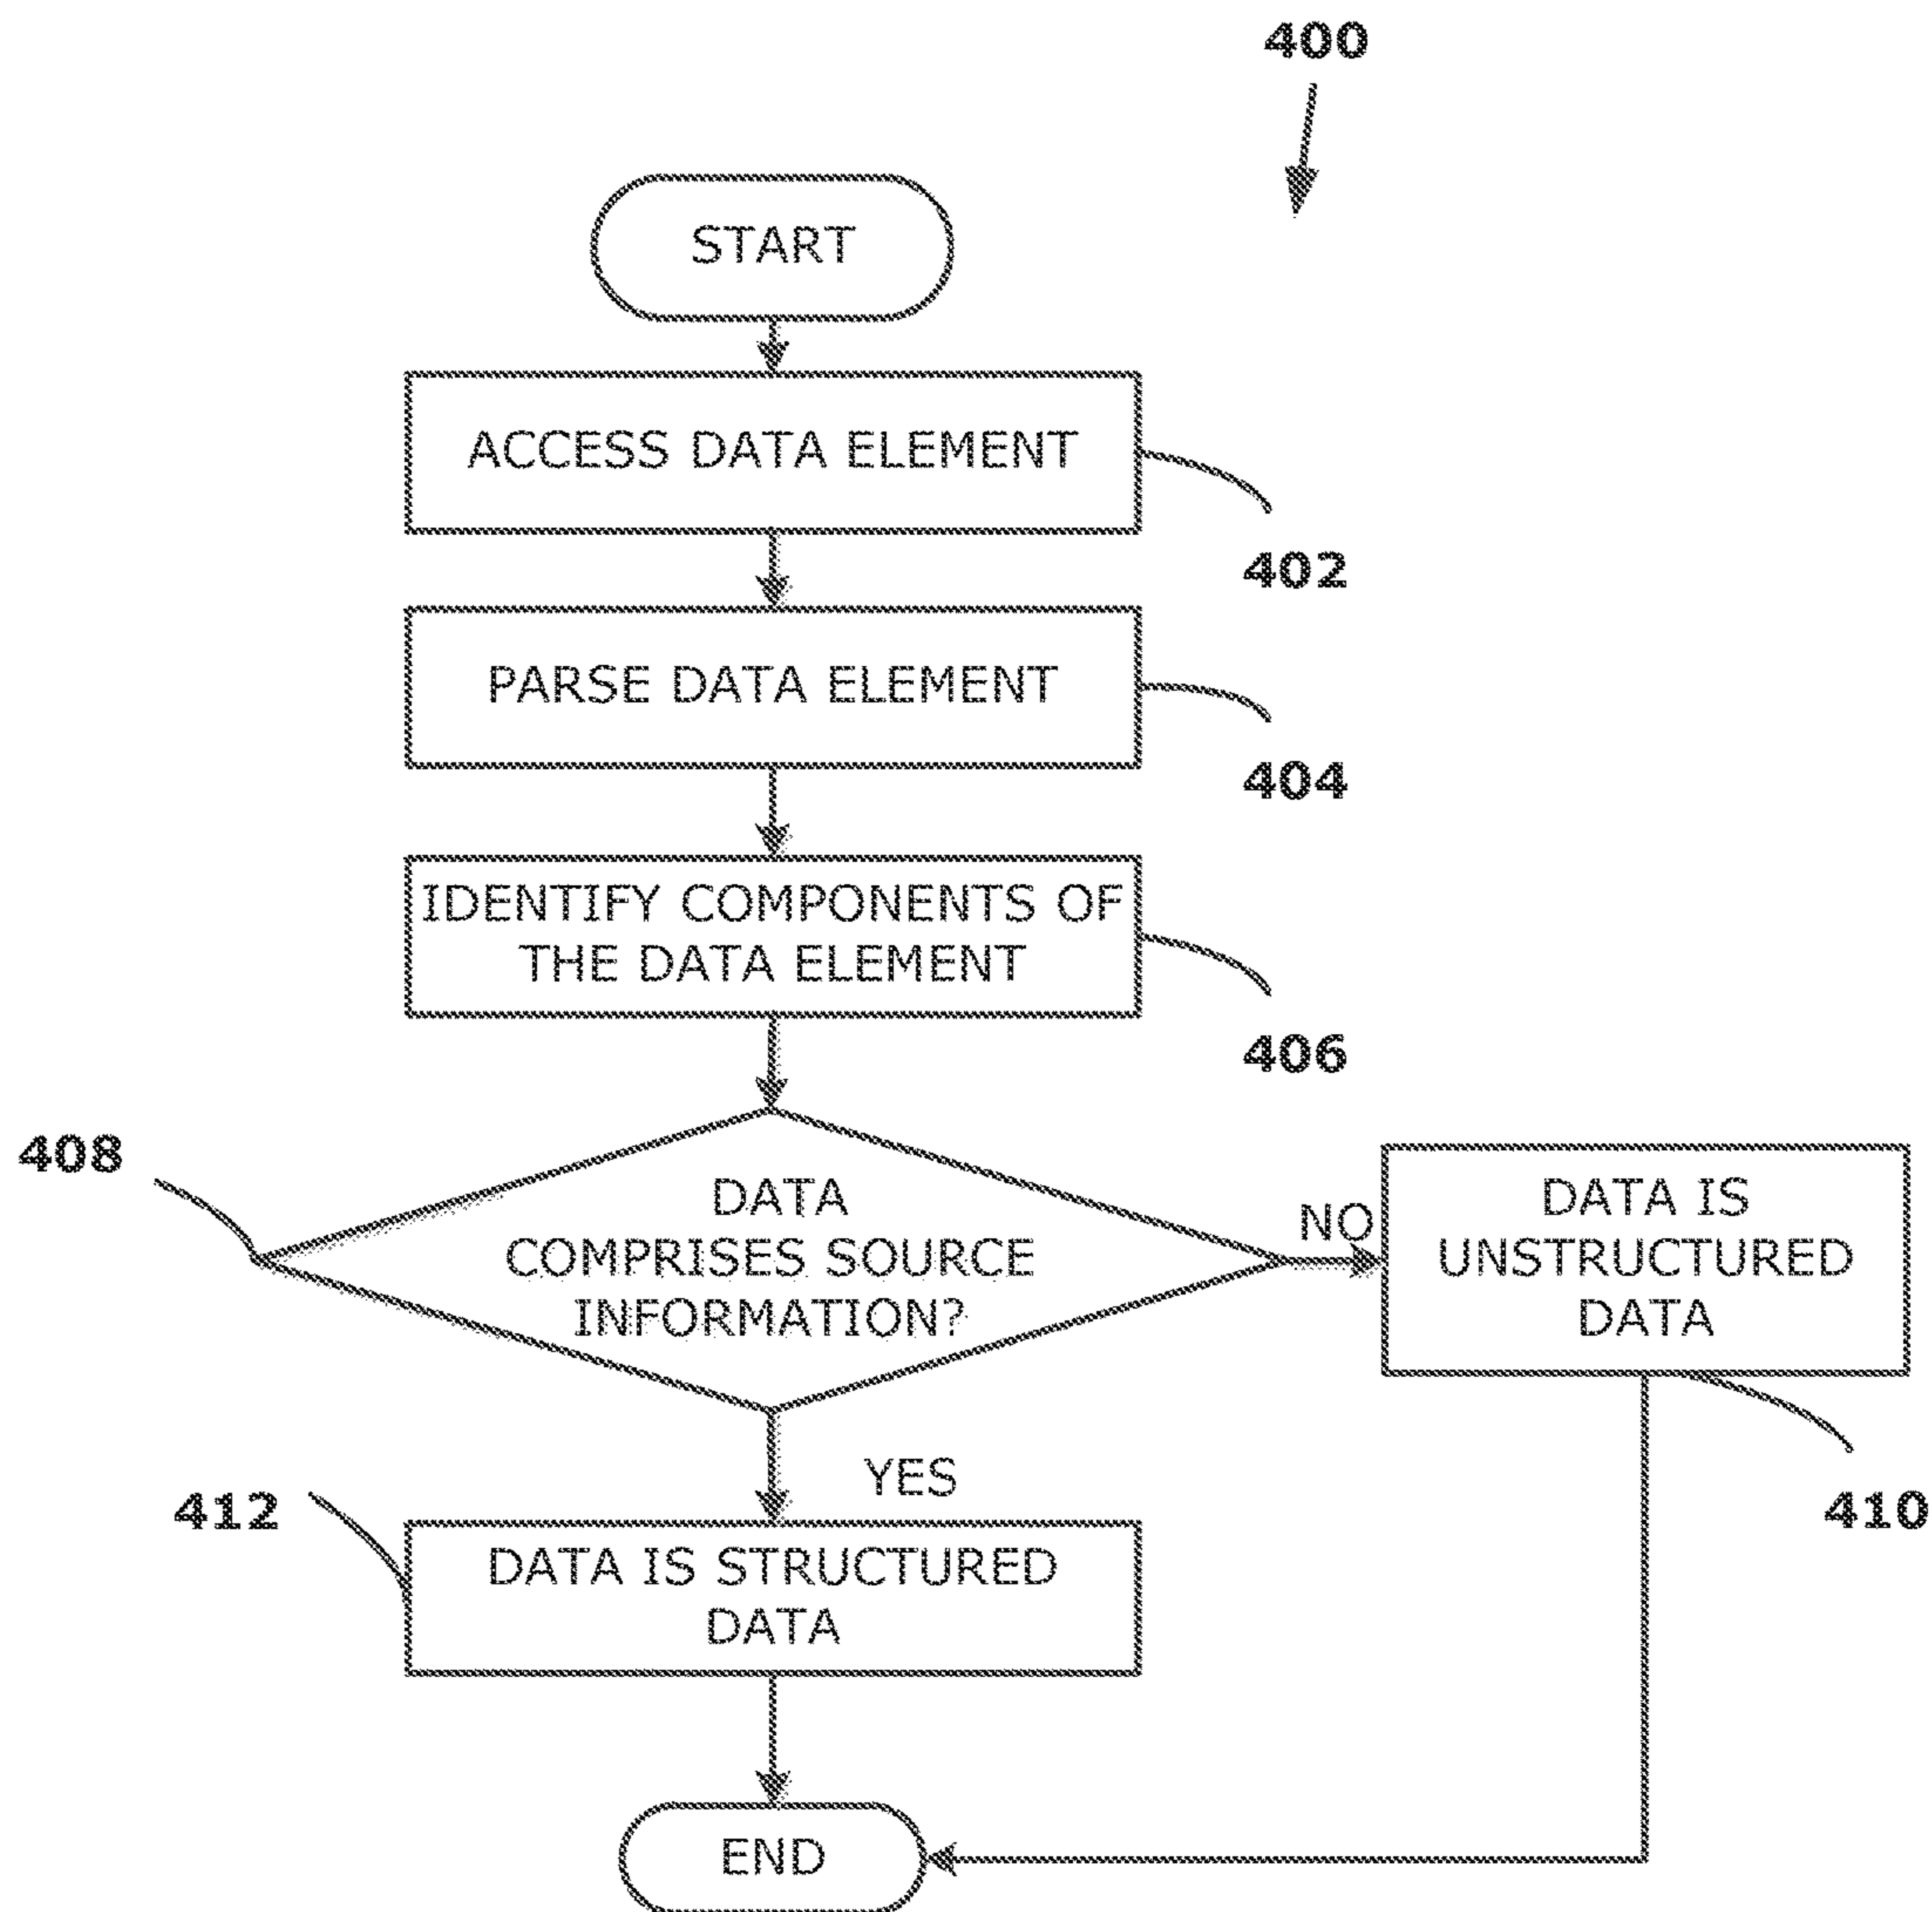 400
START
ACCESS DATA ELEMENT
402
PARSE DATA ELEMENT
404
IDENTIFY COMPONENTS OF
THE DATA ELEMENT
406
408
DATA
COMPRISES SOURCE
INFORMATION?
NO
DATA IS
UNSTRUCTURED
DATA
410
YES
412
DATA IS STRUCTURED
DATA
END